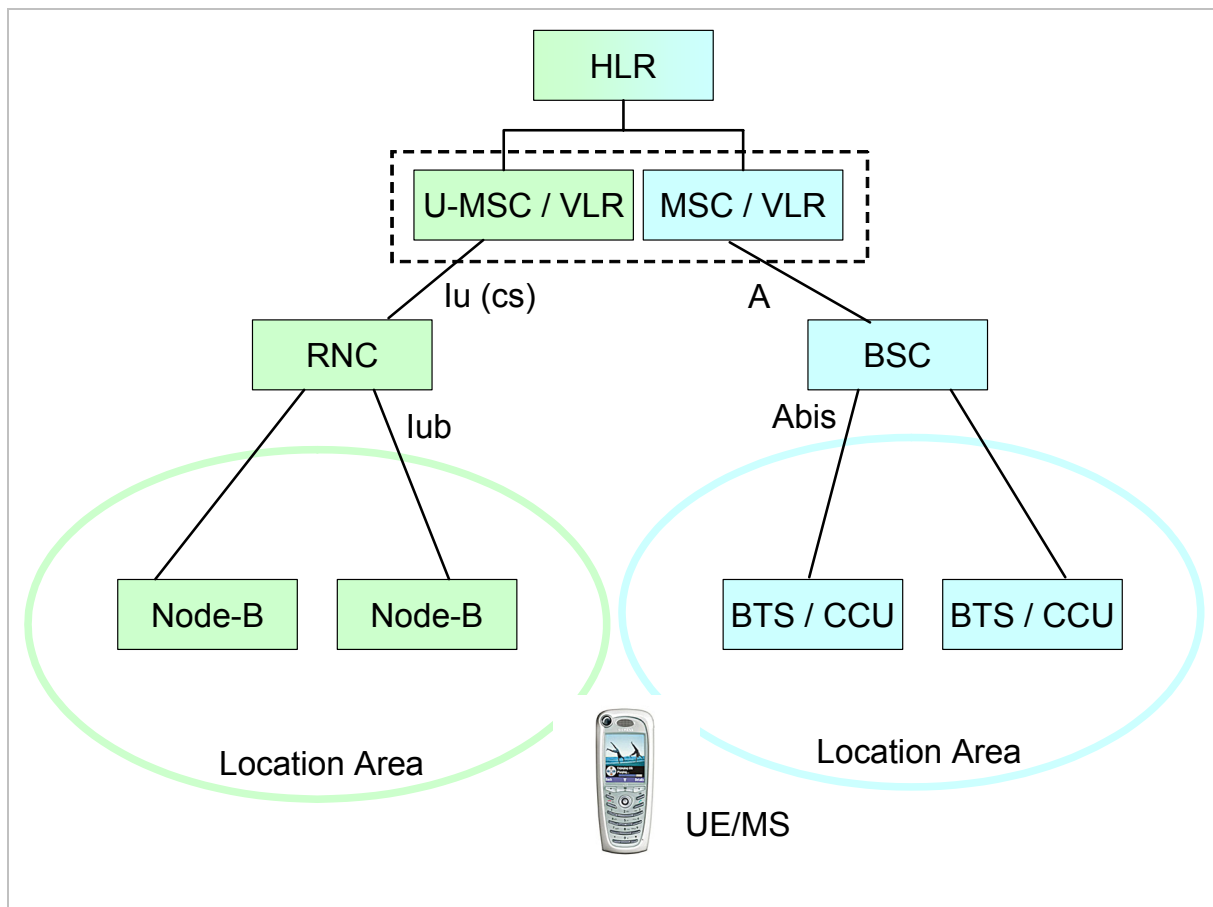 HLR
U-MSC / VLR
MSC / VLR
Iu (cs)
A
RNC
BSC
Iub
Abis
Node-B
Node-B
BTS / CCU
BTS / CCU
Location Area
Location Area
UE/MS